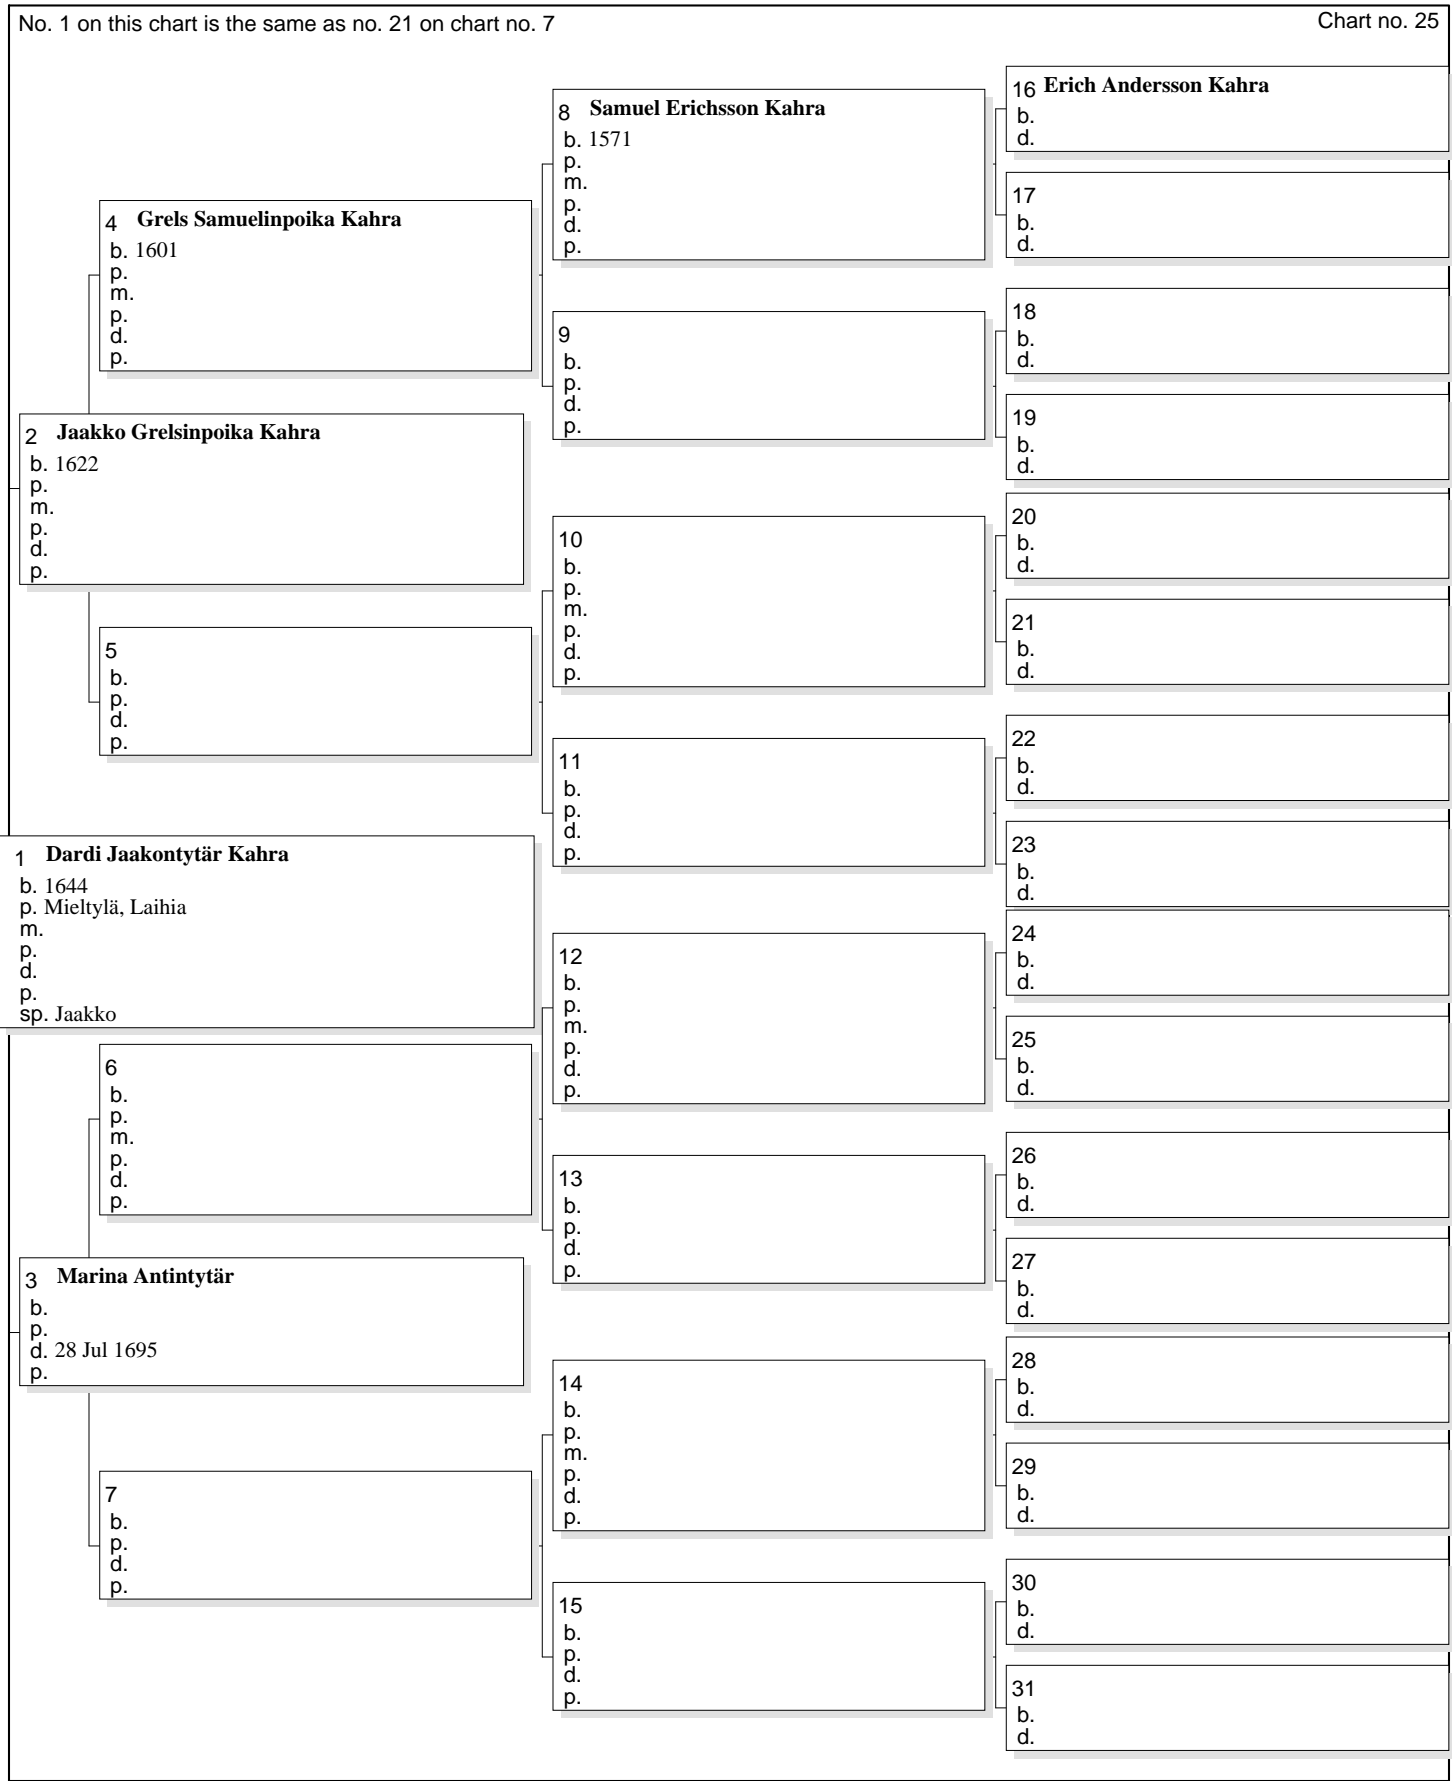 No. 1 on this chart is the same as no. 21 on chart no. 7
Chart no. 25
16 Erich Andersson Kahra
b.
d.
8 Samuel Erichsson Kahra
b. 1571
p.
m.
p.
d.
p.
17
b.
d.
4 Grels Samuelinpoika Kahra
b. 1601
p.
m.
p.
d.
p.
18
b.
d.
9
b.
p.
d.
p.
19
b.
d.
2 Jaakko Grelsinpoika Kahra
b. 1622
p.
m.
p.
d.
p.
20
b.
d.
10
b.
p.
m.
p.
d.
p.
21
b.
d.
5
b.
p.
d.
p.
22
b.
d.
11
b.
p.
d.
p.
23
b.
d.
1 Dardi Jaakontytär Kahra
b. 1644
p. Mieltylä, Laihia
m.
p.
d.
p.
sp. Jaakko
24
b.
d.
12
b.
p.
m.
p.
d.
p.
25
b.
d.
6
b.
p.
m.
p.
d.
p.
26
b.
d.
13
b.
p.
d.
p.
27
b.
d.
3 Marina Antintytär
b.
p.
d. 28 Jul 1695
p.
28
b.
d.
14
b.
p.
m.
p.
d.
p.
29
b.
d.
7
b.
p.
d.
p.
30
b.
d.
15
b.
p.
d.
p.
31
b.
d.